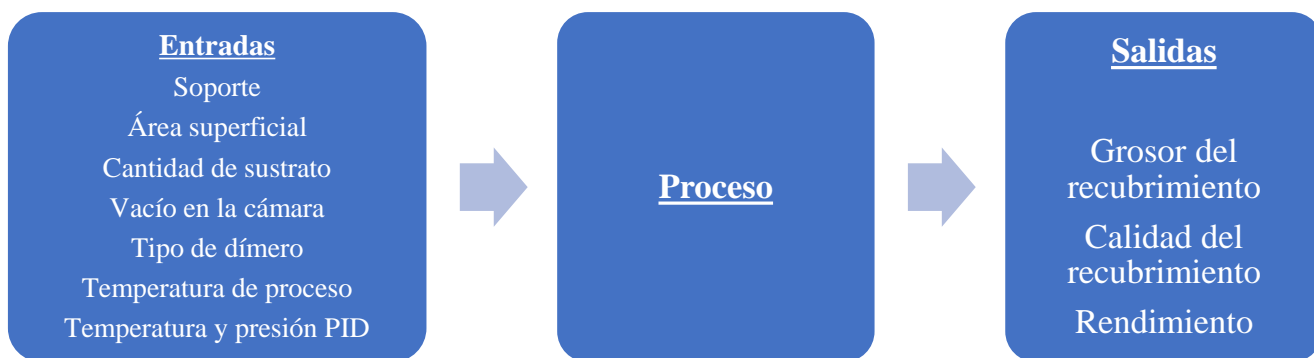 Entradas
Soporte
Área superficial
Cantidad de sustrato
Vacío en la cámara
Tipo de dímero
Temperatura de proceso
Temperatura y presión PID
Proceso
Salidas
Grosor del
recubrimiento
Calidad del
recubrimiento
Rendimiento